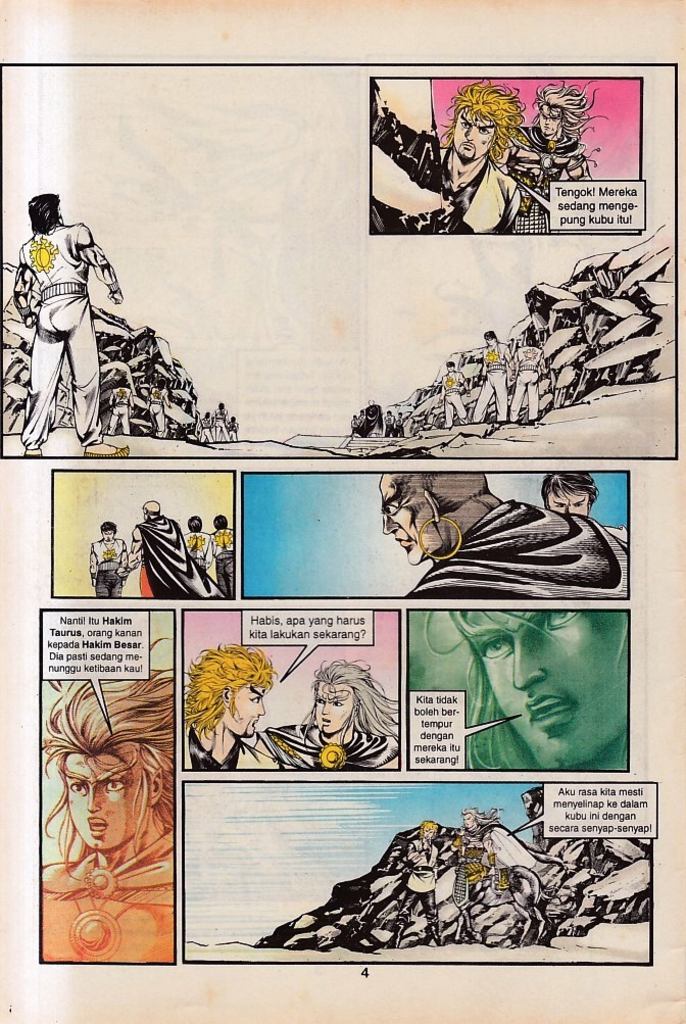 Tengok! Mereka
sedang menge-
pung kubu itu!
Nanti! Itu Hakim
Taurus, orang kanan
kepada Hakim Besar.
Dia pasti sedang me-
nunggu ketibaan kau!
Habis, apa yang harus
kita lakukan sekarang?
Kita tidak
boleh ber-
tempur
dengan
mereka itu
sekarang!
Aku rasa kita mesti
menyelinap ke dalam
kubu ini dengan
secara senyap-senyap!
4